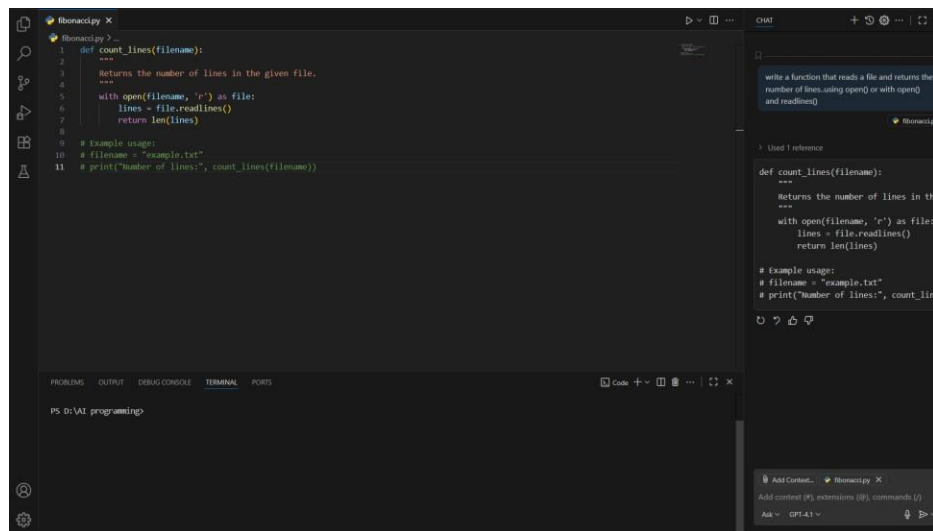 fibonacci.py
CHAT
fibonacci.py > ...
1 def count_lines(filename):
2 """
3 Returns the number of lines in the given file.
4 """
5 with open(filename, 'r') as file:
6 lines = file.readlines()
7 return len(lines)
8
9 # Example usage:
10 # filename = "example.txt"
11 # print("Number of lines:", count_lines(filename))
write a function that reads a file and returns the
number of lines..using open() or with open()
and readlines()
fibonacci.p
Used 1 reference
def count_lines(filename):
"""
Returns the number of lines in th
"""
with open(filename, 'r') as file:
lines = file.readlines()
return len(lines)
# Example usage:
# filename = "example.txt"
# print("Number of lines:", count_lin
PROBLEMS OUTPUT DEBUG CONSOLE TERMINAL PORTS
Code
PS D:\AI programming>
Add Context... fibonacci.py
Add context (#), extensions (@), commands (/)
Ask GPT-4.1